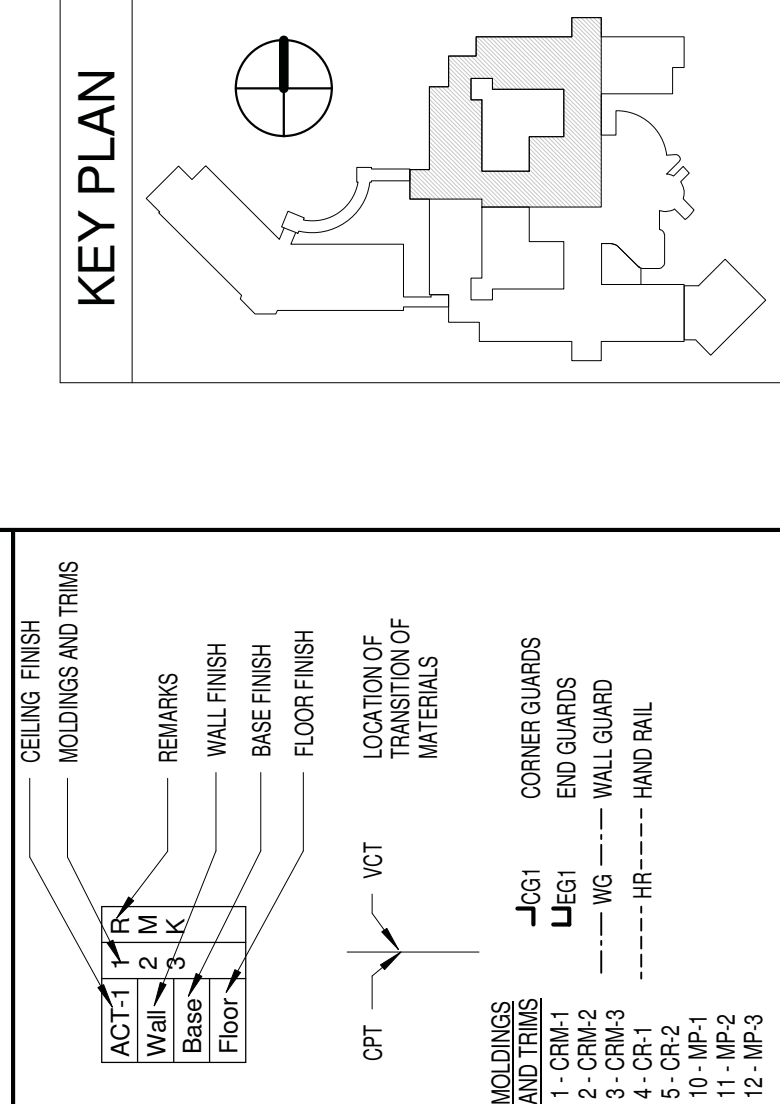 KEY PLAN
CEILING FINISH
MOLDINGS AND TRIMS
REMARKS
WALL FINISH
BASE FINISH
FLOOR FINISH
ACT-1 1 R
Wall 2 M
Base 3 K
Floor
CPT VCT
LOCATION OF
TRANSITION OF
MATERIALS
MOLDINGS
AND TRIMS
1 - CRM-1
2 - CRM-2
3 - CRM-3
4 - CR-1
5 - CR-2
10 - MP-1
11 - MP-2
12 - MP-3
CG1 CORNER GUARDS
EG1 END GUARDS
WG WALL GUARD
HR HAND RAIL